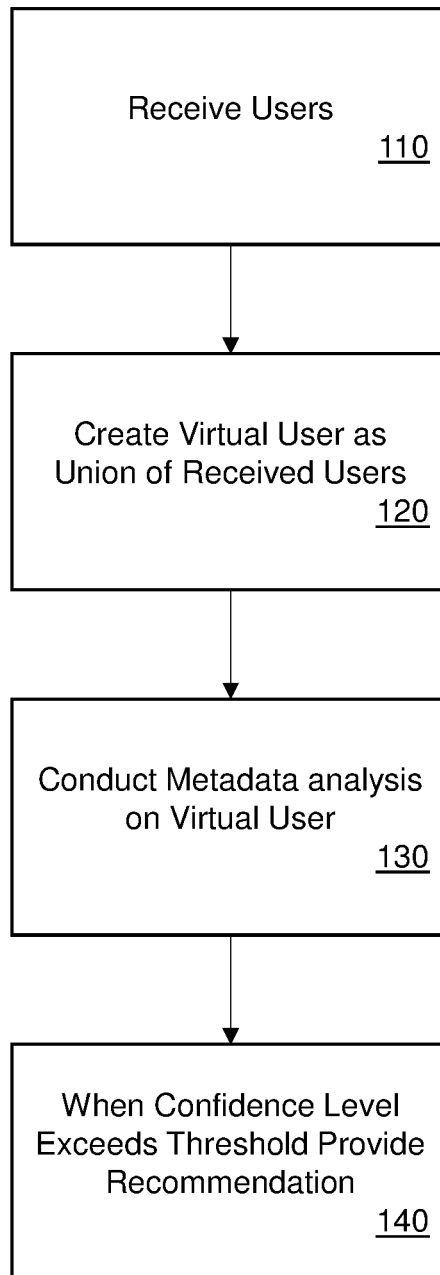 Receive Users
110
Create Virtual User as
Union of Received Users
120
Conduct Metadata analysis
on Virtual User
130
When Confidence Level
Exceeds Threshold Provide
Recommendation
140